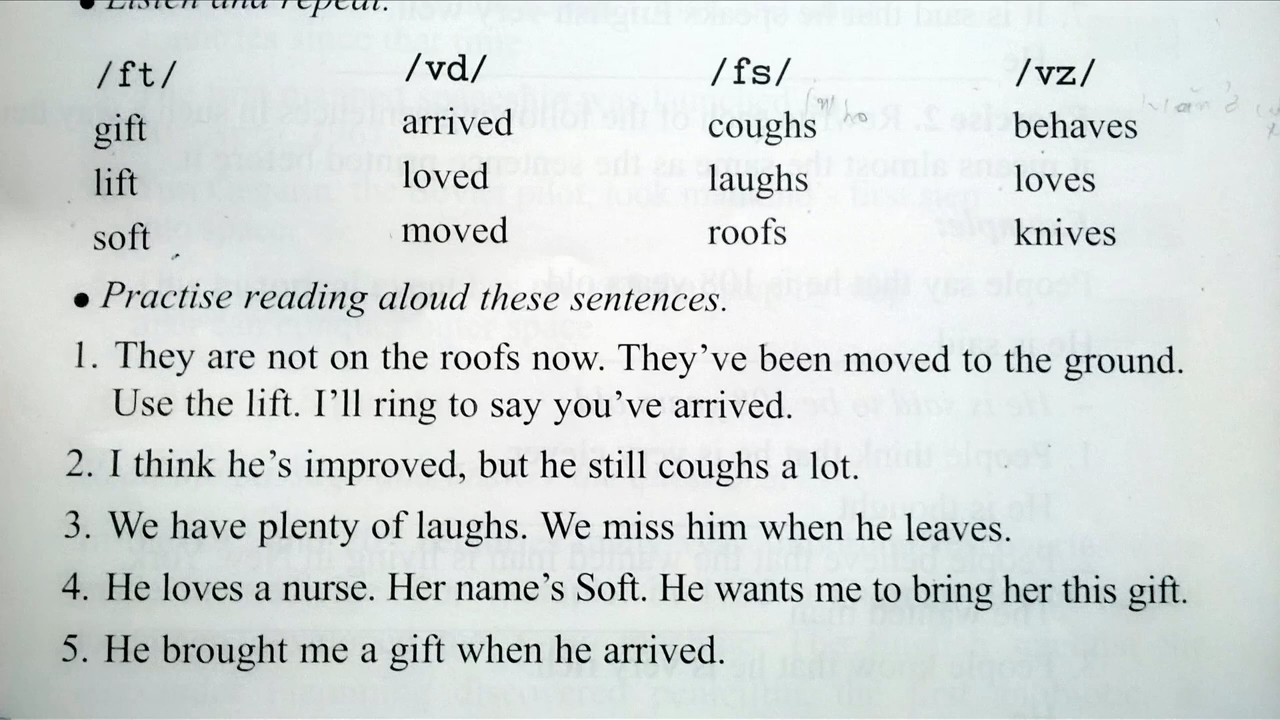 • Listen and repeat.
/ft/ /vd/ /fs/ /vz/
gift arrived coughs behaves
lift loved laughs loves
soft moved roofs knives
• Practise reading aloud these sentences.
1. They are not on the roofs now. They’ve been moved to the ground.
Use the lift. I’ll ring to say you’ve arrived.
2. I think he’s improved, but he still coughs a lot.
3. We have plenty of laughs. We miss him when he leaves.
4. He loves a nurse. Her name’s Soft. He wants me to bring her this gift.
5. He brought me a gift when he arrived.